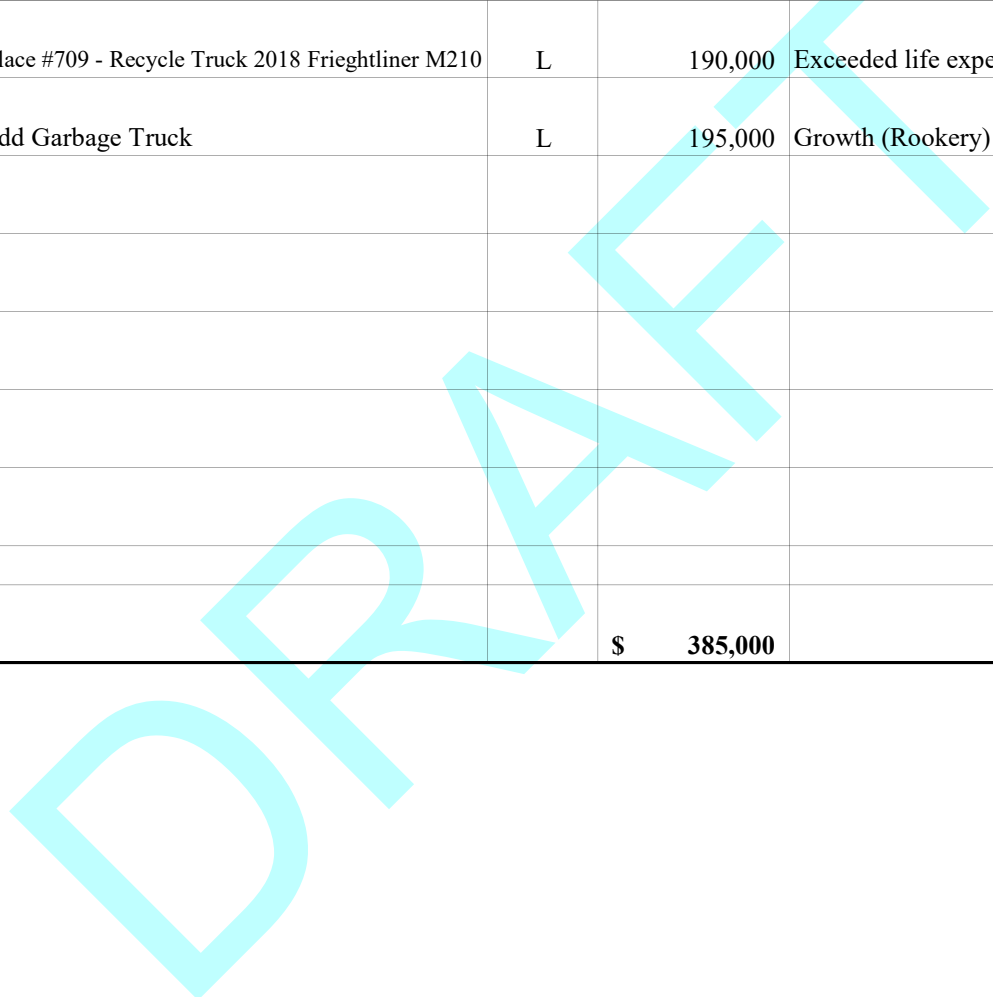 lace #709 - Recycle Truck 2018 Frieghtliner M210 L 190,000 Exceeded life expe
dd Garbage Truck L 195,000 Growth (Rookery)
$ 385,000
DRAFT